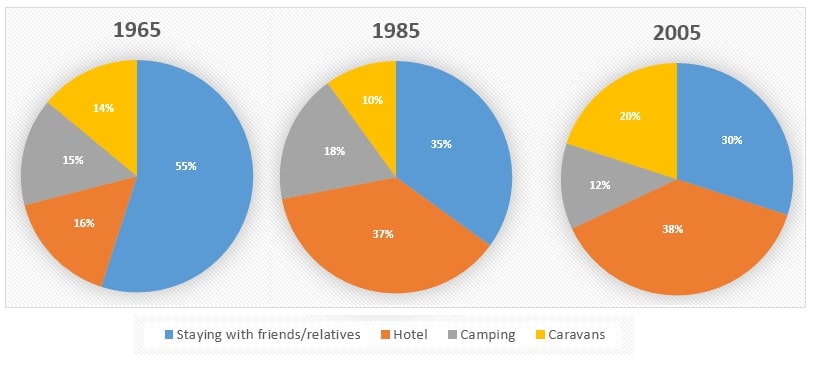 1965 1985 2005
14% 10% 20%
55% 35% 30%
15% 18% 12%
16% 37% 38%
Staying with friends/relatives Hotel Camping Caravans